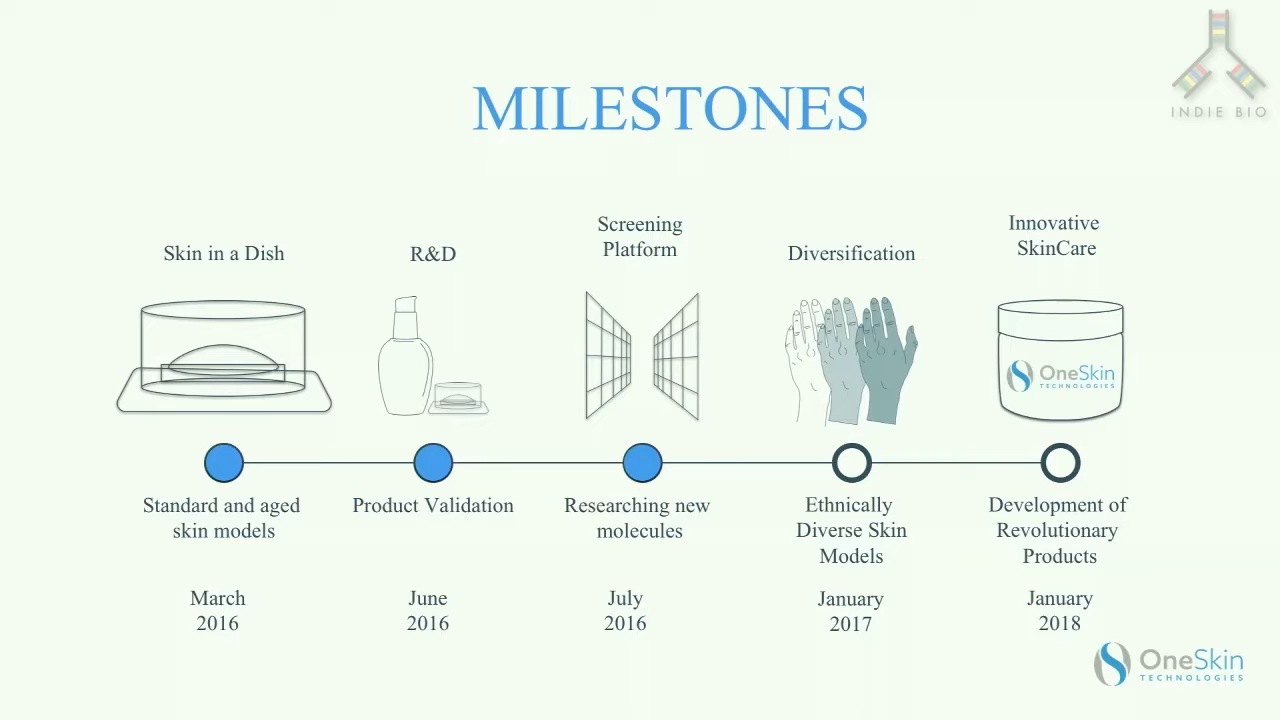 INDIE BIO
MILESTONES
Skin in a Dish
R&D
Screening
Platform
Diversification
Innovative
SkinCare
OneSkin
TECHNOLOGIES
Standard and aged
skin models
Product Validation
Researching new
molecules
Ethnically
Diverse Skin
Models
Development of
Revolutionary
Products
March
2016
June
2016
July
2016
January
2017
January
2018
OneSkin
TECHNOLOGIES